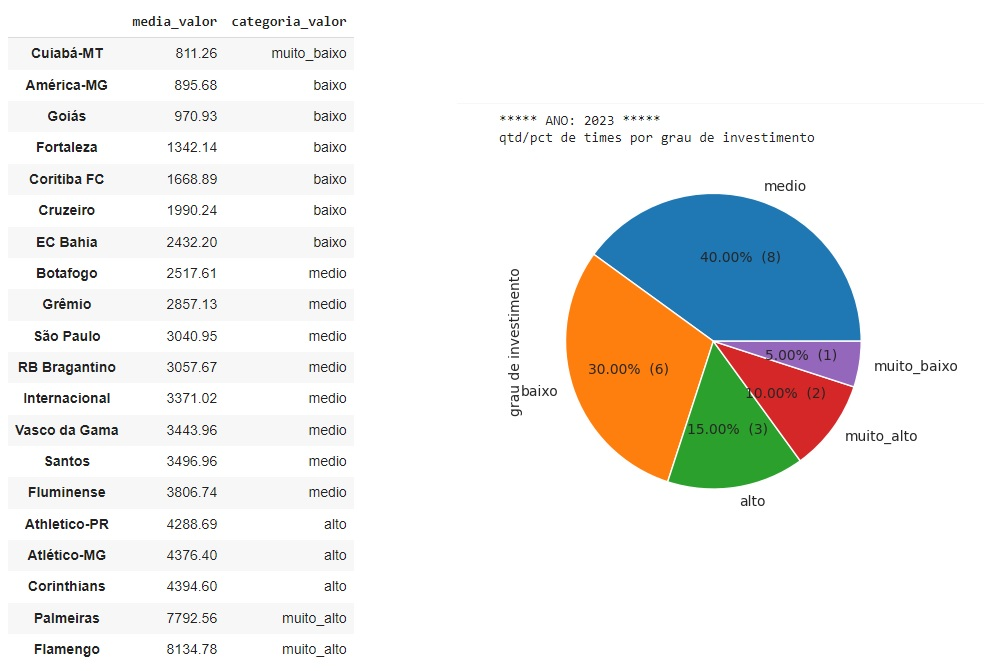 media_valor categoria_valor
Cuiabá-MT 811.26 muito_baixo
América-MG 895.68 baixo
Goiás 970.93 baixo
Fortaleza 1342.14 baixo
Coritiba FC 1668.89 baixo
Cruzeiro 1990.24 baixo
EC Bahia 2432.20 baixo
Botafogo 2517.61 medio
Grêmio 2857.13 medio
São Paulo 3040.95 medio
RB Bragantino 3057.67 medio
Internacional 3371.02 medio
Vasco da Gama 3443.96 medio
Santos 3496.96 medio
Fluminense 3806.74 medio
Athletico-PR 4288.69 alto
Atlético-MG 4376.40 alto
Corinthians 4394.60 alto
Palmeiras 7792.56 muito_alto
Flamengo 8134.78 muito_alto
***** ANO: 2023 *****
qtd/pct de times por grau de investimento
medio
40.00% (8)
grau de investimento
baixo
30.00% (6)
5.00% (1)
muito_baixo
10.00% (2)
muito_alto
15.00% (3)
alto